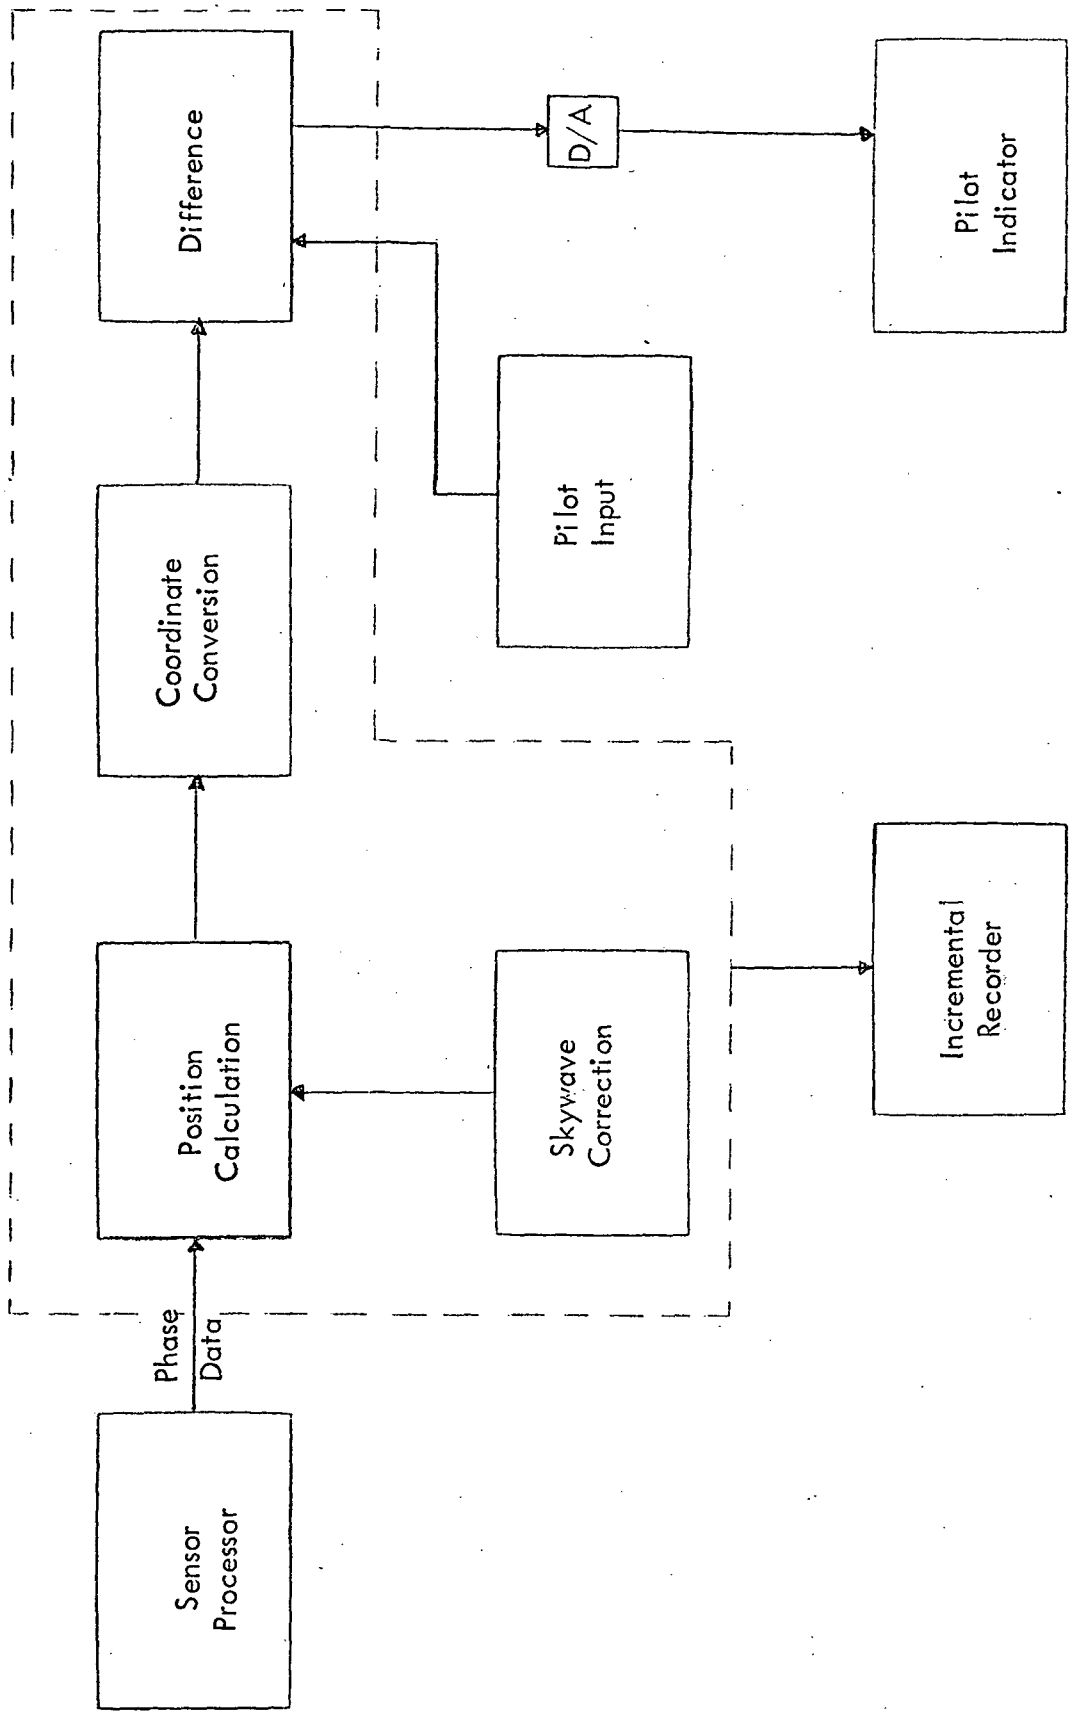 Sensor
Processor
Phase
Data
Position
Calculation
Coordinate
Conversion
Difference
Skywave
Correction
Pilot
Input
D/A
Incremental
Recorder
Pilot
Indicator